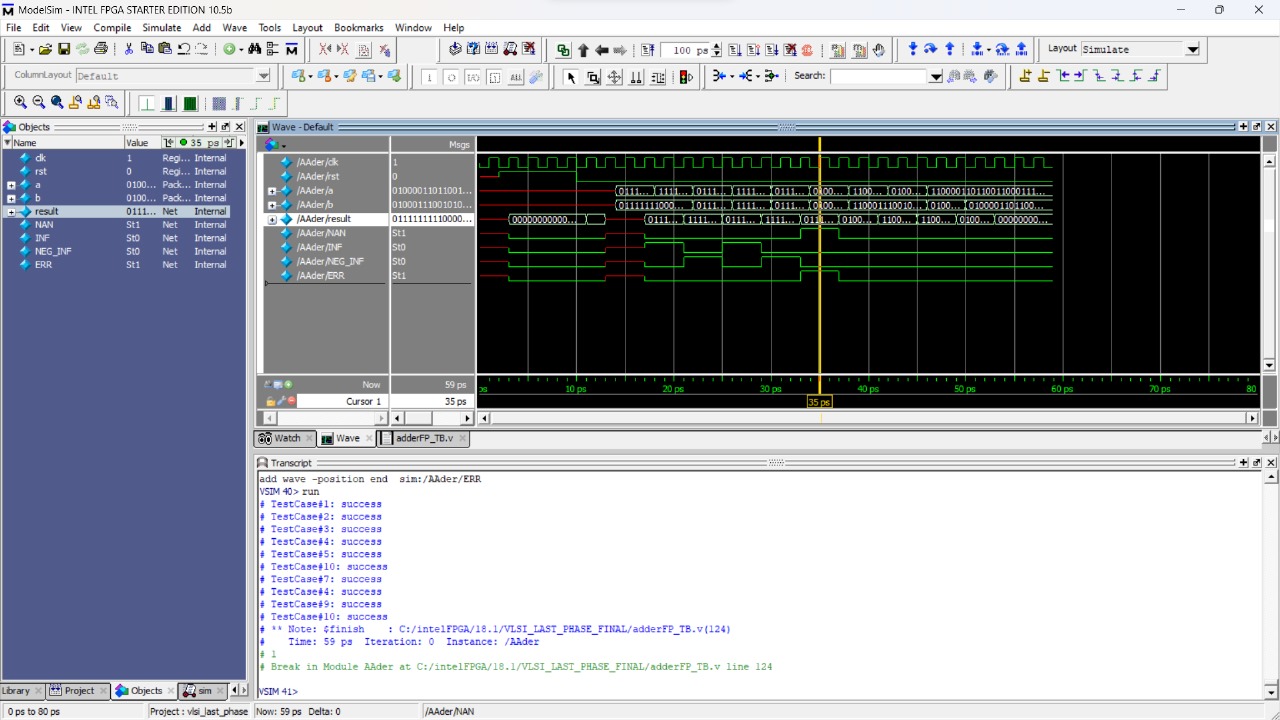 ModelSim - INTEL FPGA STARTER EDITION 10.5b
File Edit View Compile Simulate Add Wave Tools Layout Bookmarks Window Help
100 ps
Layout Simulate
ColumnLayout Default
Search:
Objects
Name Value 35 ps
clk 1 Regi... Internal
rst 0 Regi... Internal
a 0100... Pack... Internal
b 0100... Pack... Internal
result 0111... Net Internal
NAN St1 Net Internal
INF St0 Net Internal
NEG_INF St0 Net Internal
ERR St1 Net Internal
Wave - Default
Msgs
/AAder/clk 1
/AAder/rst 0
/AAder/a 01000011011001... 0111... 1111... 0111... 1111... 0111... 0100... 1100... 0100... 11000010110110011000111...
/AAder/b 01000111001010... 01111111000... 0111... 1111... 0111... 110001110010... 0100... 010000110110...
/AAder/result 01111111110000... 00000000000... 0111... 1111... 0111... 1111... 0111... 0100... 1100... 1100... 0100... 00000000...
/AAder/NAN St1
/AAder/INF St0
/AAder/NEG_INF St0
/AAder/ERR St1
Now 59 ps
ps 10 ps 20 ps 30 ps 40 ps 50 ps 60 ps 70 ps 80
Cursor 1 35 ps
35 ps
Watch Wave adderFP_TB.v
Transcript
add wave -position end sim:/AAder/ERR
VSIM 40> run
# TestCase#1: success
# TestCase#2: success
# TestCase#3: success
# TestCase#4: success
# TestCase#5: success
# TestCase#10: success
# TestCase#7: success
# TestCase#4: success
# TestCase#9: success
# TestCase#10: success
# ** Note: $finish : C:/intelFPGA/18.1/VLSI_LAST_PHASE_FINAL/adderFP_TB.v(124)
# Time: 59 ps Iteration: 0 Instance: /AAder
# 1
# Break in Module AAder at C:/intelFPGA/18.1/VLSI_LAST_PHASE_FINAL/adderFP_TB.v line 124
VSIM 41>
Library Project Objects sim
0 ps to 80 ps Project : vlsi_last_phase Now: 59 ps Delta: 0 /AAder/NAN